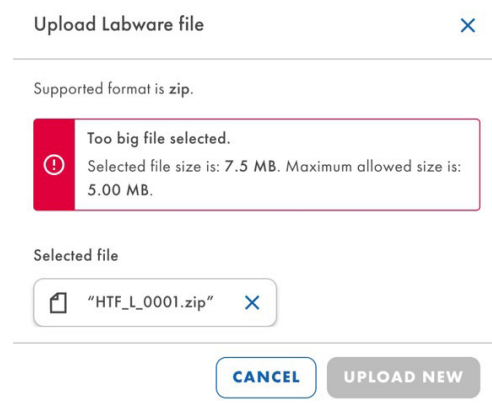 Upload Labware file
Supported format is zip.
Too big file selected.
Selected file size is: 7.5 MB. Maximum allowed size is:
5.00 MB.
Selected file
“HTF_L_0001.zip”
CANCEL
UPLOAD NEW